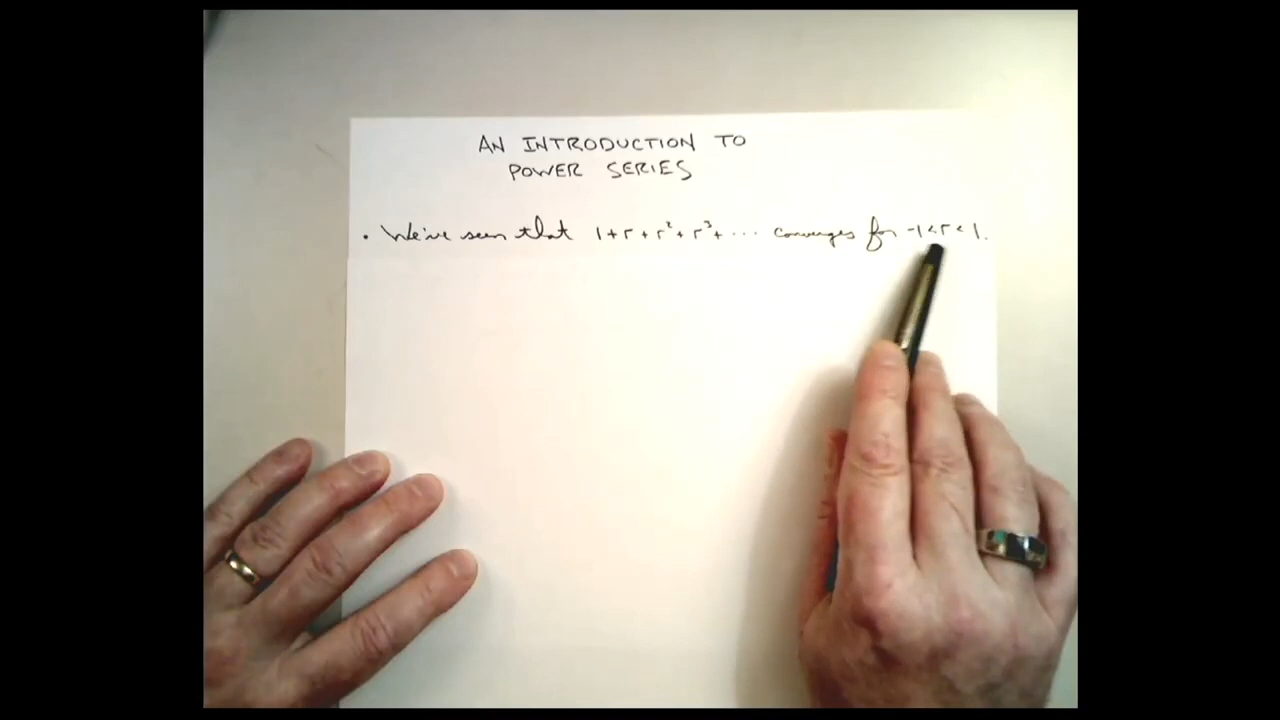 AN INTRODUCTION TO
POWER SERIES
• We've seen that 1+r+r²+r³+... converges for -1<r<1.